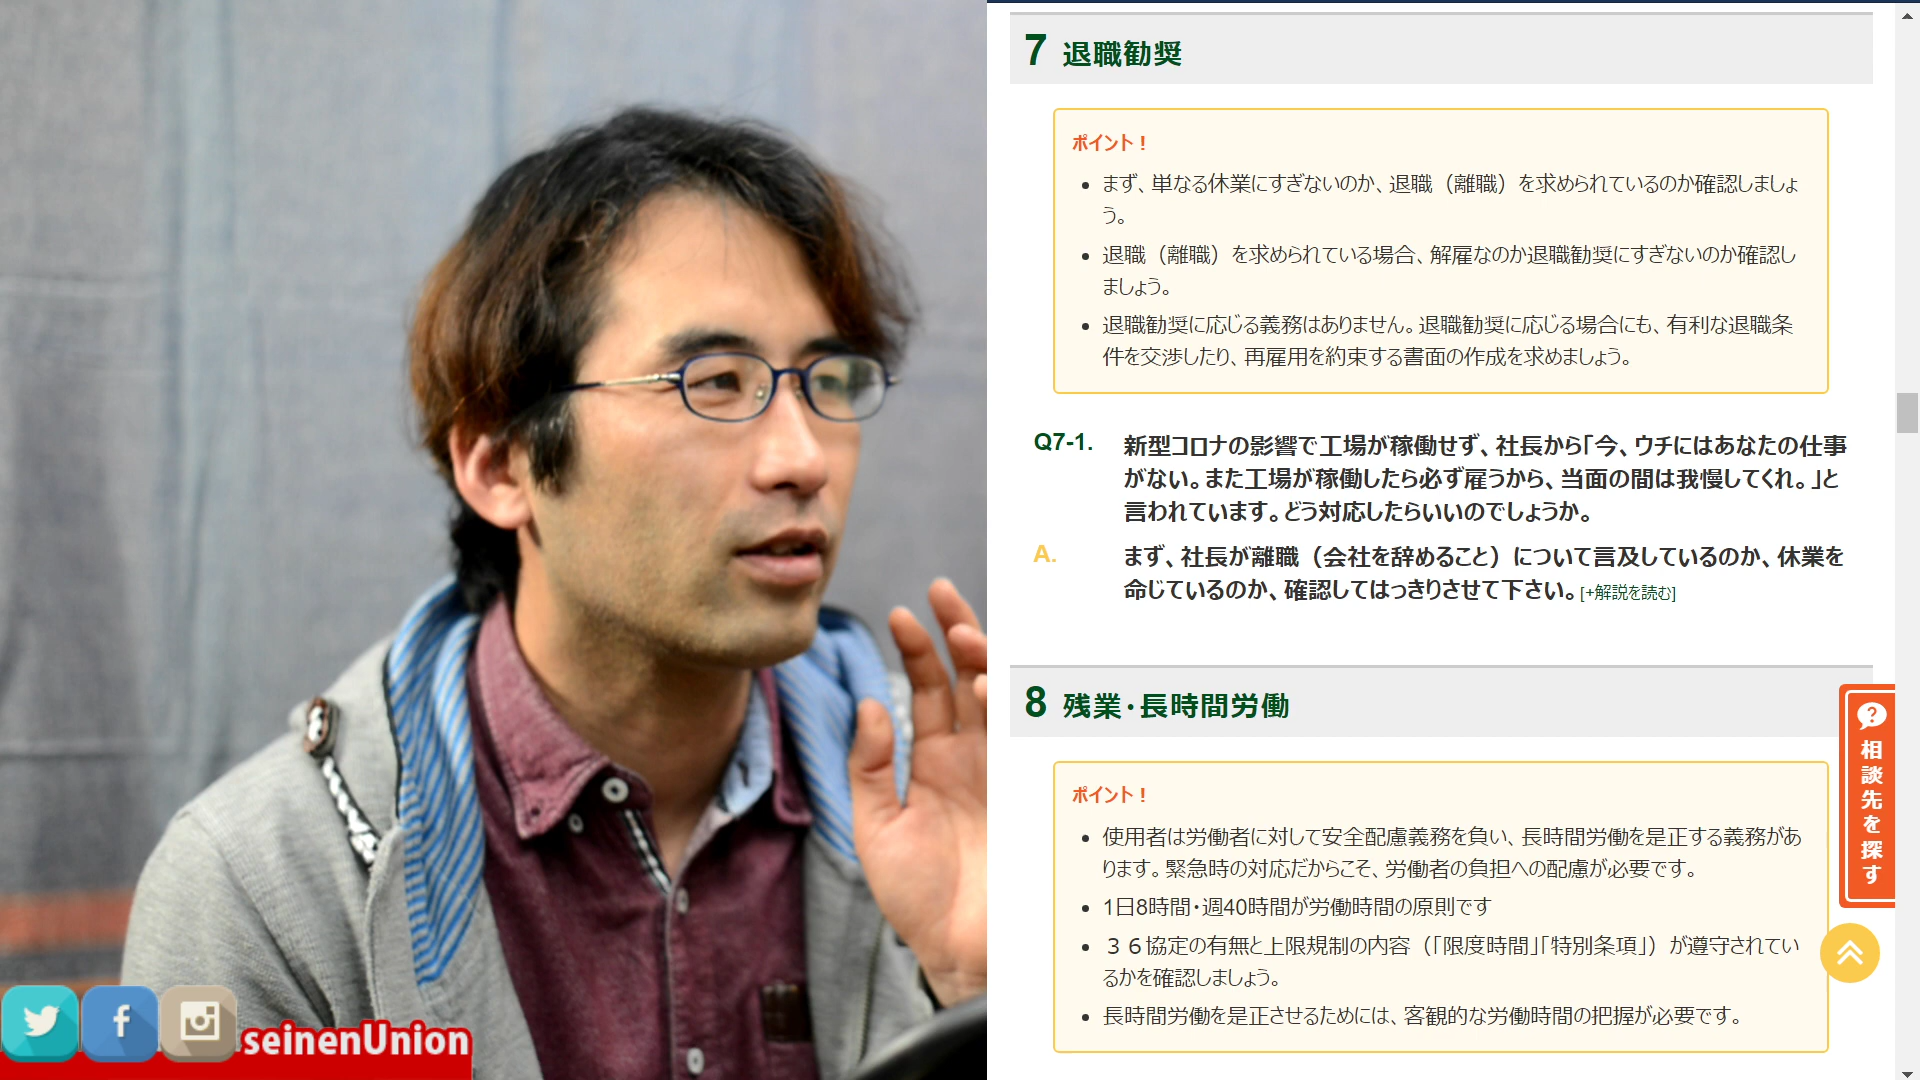 7 退職勧奨
ポイント！
• まず、単なる休業にすぎないのか、退職（離職）を求められているのか確認しましょ
う。
• 退職（離職）を求められている場合、解雇なのか退職勧奨にすぎないのか確認し
ましょう。
• 退職勧奨に応じる義務はありません。退職勧奨に応じる場合にも、有利な退職条
件を交渉したり、再雇用を約束する書面の作成を求めましょう。
Q7-1. 新型コロナの影響で工場が稼働せず、社長から「今、ウチにはあなたの仕事
がない。また工場が稼働したら必ず雇うから、当面の間は我慢してくれ。」と
言われています。どう対応したらいいのでしょうか。
A. まず、社長が離職（会社を辞めること）について言及しているのか、休業を
命じているのか、確認してはっきりさせて下さい。[+解説を読む]
8 残業・長時間労働
ポイント！
• 使用者は労働者に対して安全配慮義務を負い、長時間労働を是正する義務があ
ります。緊急時の対応だからこそ、労働者の負担への配慮が必要です。
• 1日8時間・週40時間が労働時間の原則です
• ３６協定の有無と上限規制の内容（「限度時間」「特別条項」）が遵守されてい
るかを確認しましょう。
• 長時間労働を是正させるためには、客観的な労働時間の把握が必要です。
相談先を探す
seinenUnion